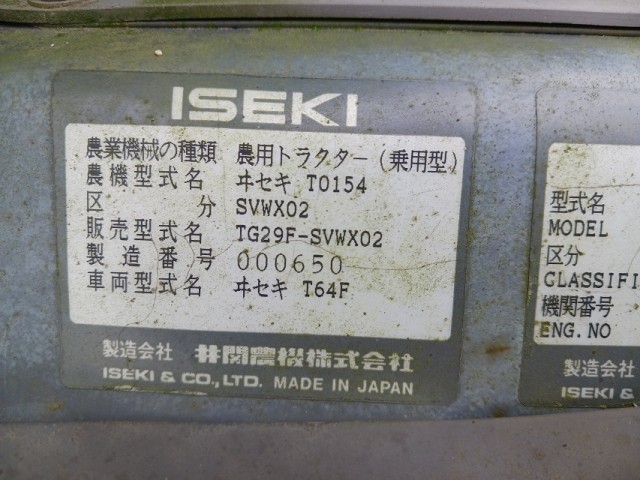 ISEKI
農業機械の種類 農用トラクター(乗用型)
農機型式名 ヰセキ T0154
区分 SVWX02
販売型式名 TG29F-SVWX02
製造番号 000650
車両型式名 ヰセキ T64F
製造会社 井関農機株式会社
ISEKI & CO., LTD. MADE IN JAPAN
型式名
MODEL
区分
CLASSIFI
機関番号
ENG.NO
製造会社
ISEKI &